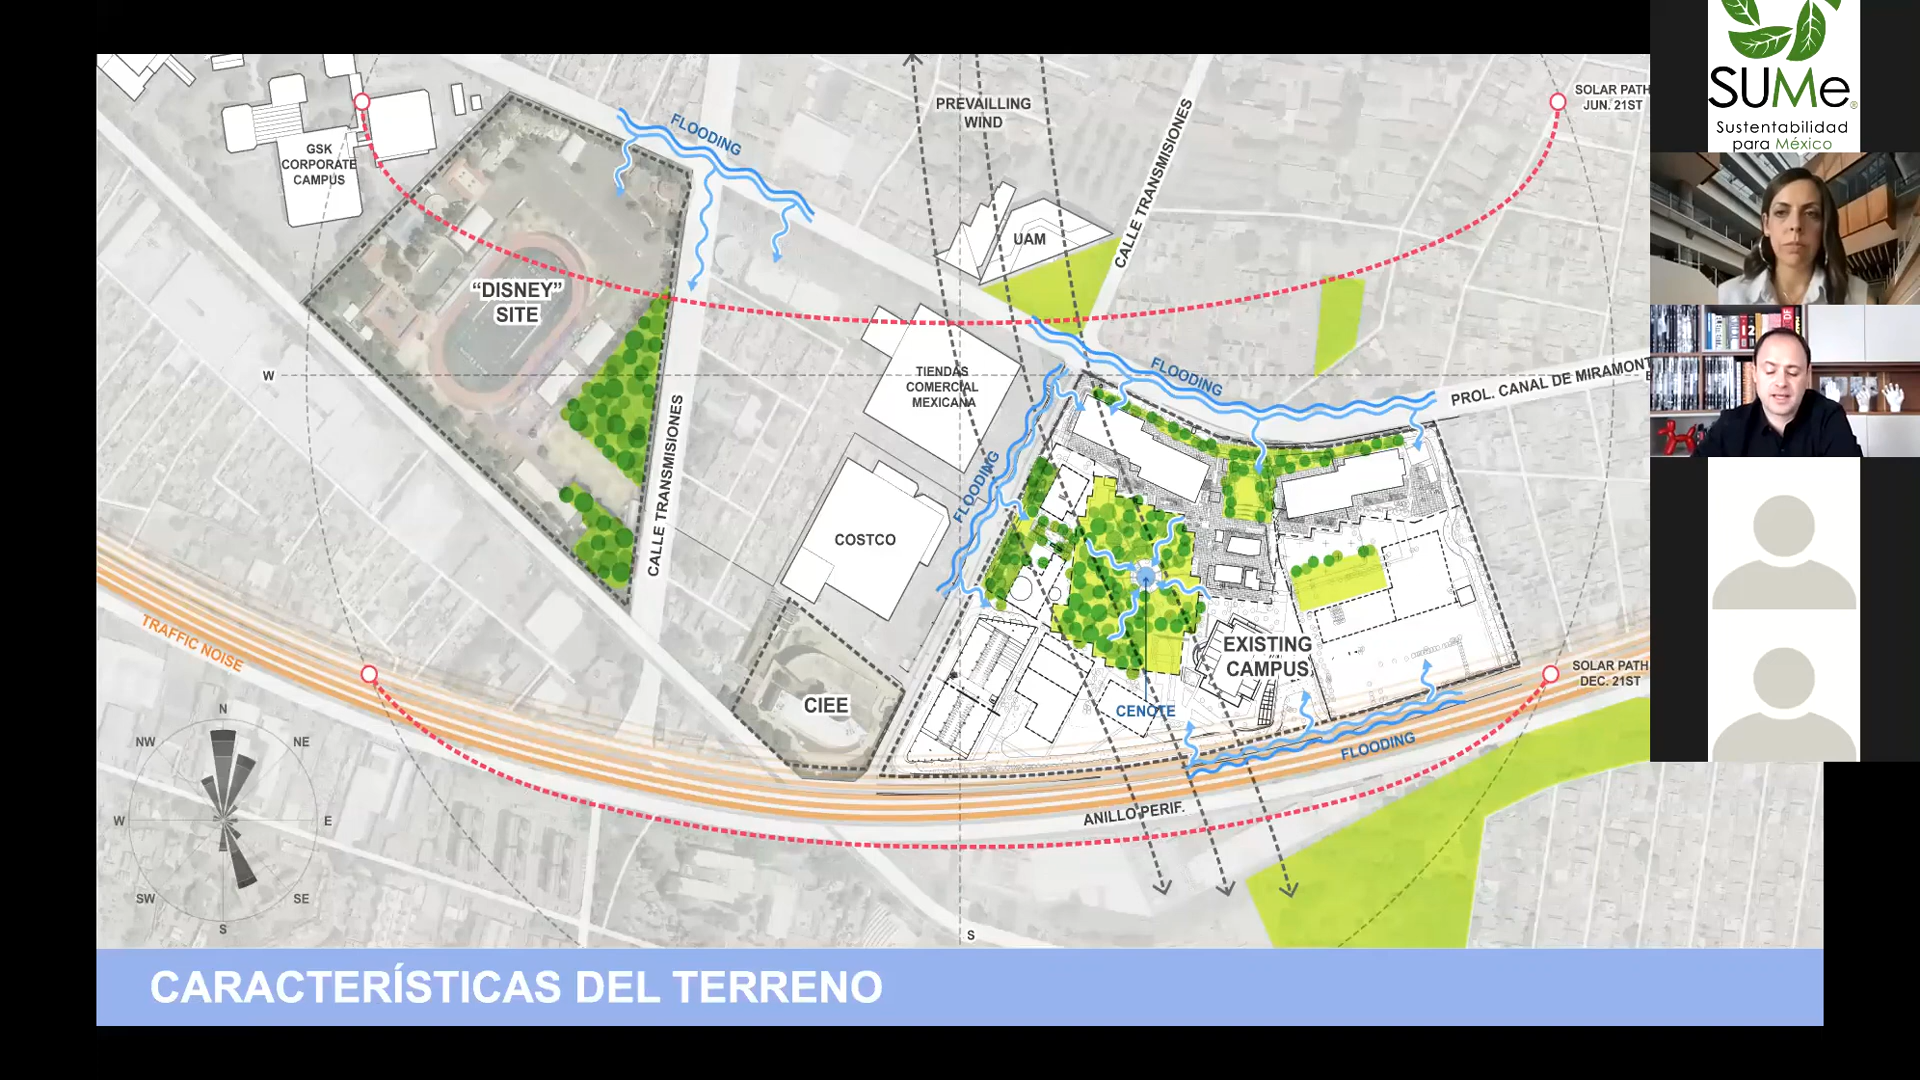 PREVAILLING
WIND
CALLE TRANSMISIONES
SOLAR PATH
JUN. 21ST
FLOODING
GSK
CORPORATE
CAMPUS
UAM
"DISNEY"
SITE
W
TIENDAS
COMERCIAL
MEXICANA
FLOODING
PROL. CANAL DE MIRAMONT
E
CALLE TRANSMISIONES
FLOODING
COSTCO
TRAFFIC NOISE
EXISTING
CAMPUS
SOLAR PATH
DEC. 21ST
CIEE
CENOTE
FLOODING
ANILLO PERIF.
N
NW
NE
W
E
SW
SE
S
S
CARACTERÍSTICAS DEL TERRENO
SUMe
Sustentabilidad
para México